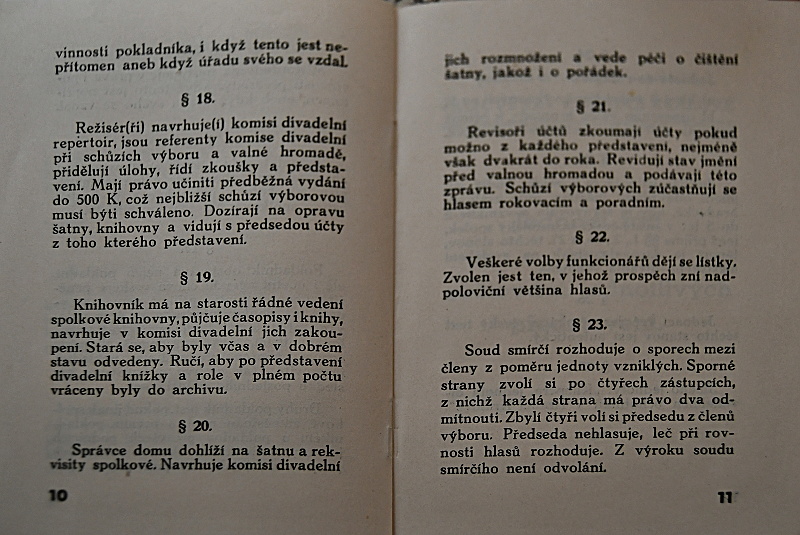 vinnosti pokladníka, i když tento jest ne-
přítomen aneb když úřadu svého se vzdal.
§ 18.
Režisér(ři) navrhuje(í) komisi divadelní
repertoir, jsou referenty komise divadelní
při schůzích výboru a valné hromadě,
přidělují úlohy, řídí zkoušky a předsta-
vení. Mají právo učiniti předběžná vydání
do 500 K, což nejbližší schůzí výborovou
musí býti schváleno. Dozírají na opravu
šatny, knihovny a vidují s předsedou účty
z toho kterého představení.
§ 19.
Knihovník má na starosti řádné vedení
spolkové knihovny, půjčuje časopisy i knihy,
navrhuje v komisi divadelní jich zakou-
pení. Stará se, aby byly včas a v dobrém
stavu odvedeny. Ručí, aby po představení
divadelní knížky a role v plném počtu
vráceny byly do archivu.
§ 20.
Správce domu dohlíží na šatnu a rek-
visity spolkové. Navrhuje komisi divadelní
10
jich rozmnožení a vede péči o čištění
šatny, jakož i o pořádek.
§ 21.
Revisoři účtů zkoumají účty pokud
možno z každého představení, nejméně
však dvakrát do roka. Revidují stav jmění
před valnou hromadou a podávají této
zprávu. Schůzí výborových zúčastňují se
hlasem rokovacím a poradním.
§ 22.
Veškeré volby funkcionářů dějí se lístky.
Zvolen jest ten, v jehož prospěch zní nad-
poloviční většina hlasů.
§ 23.
Soud smírčí rozhoduje o sporech mezi
členy z poměru jednoty vzniklých. Sporné
strany zvolí si po čtyřech zástupcích,
z nichž každá strana má právo dva od-
mítnouti. Zbylí čtyři volí si předsedu z členů
výboru. Předseda nehlasuje, leč při rov-
nosti hlasů rozhoduje. Z výroku soudu
smírčího není odvolání.
11